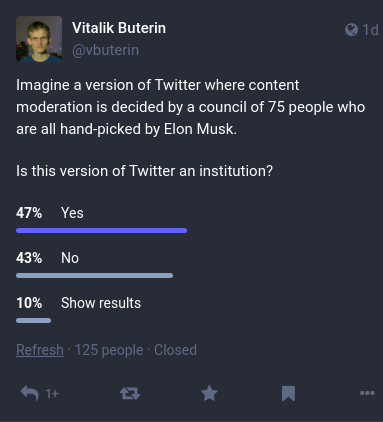 Vitalik Buterin
1d
@vbuterin
Imagine a version of Twitter where content
moderation is decided by a council of 75 people who
are all hand-picked by Elon Musk.
Is this version of Twitter an institution?
47% Yes
43% No
10% Show results
Refresh · 125 people · Closed
1+